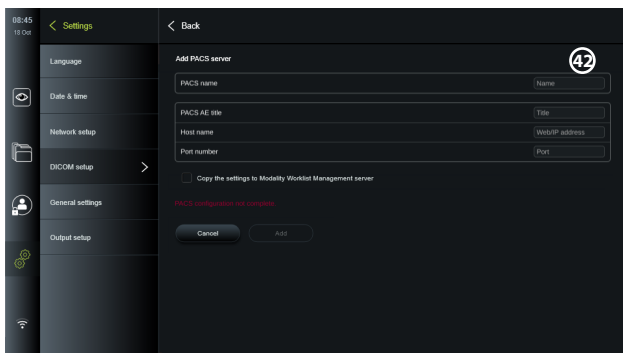 08:45
18 Oct
Settings
Back
Language
Date & time
Network setup
DICOM setup
General settings
Output setup
Add PACS server
42
PACS name
Name
PACS AE title
Title
Host name
Web/IP address
Port number
Port
Copy the settings to Modality Worklist Management server
PACS configuration not complete
Cancel
Add